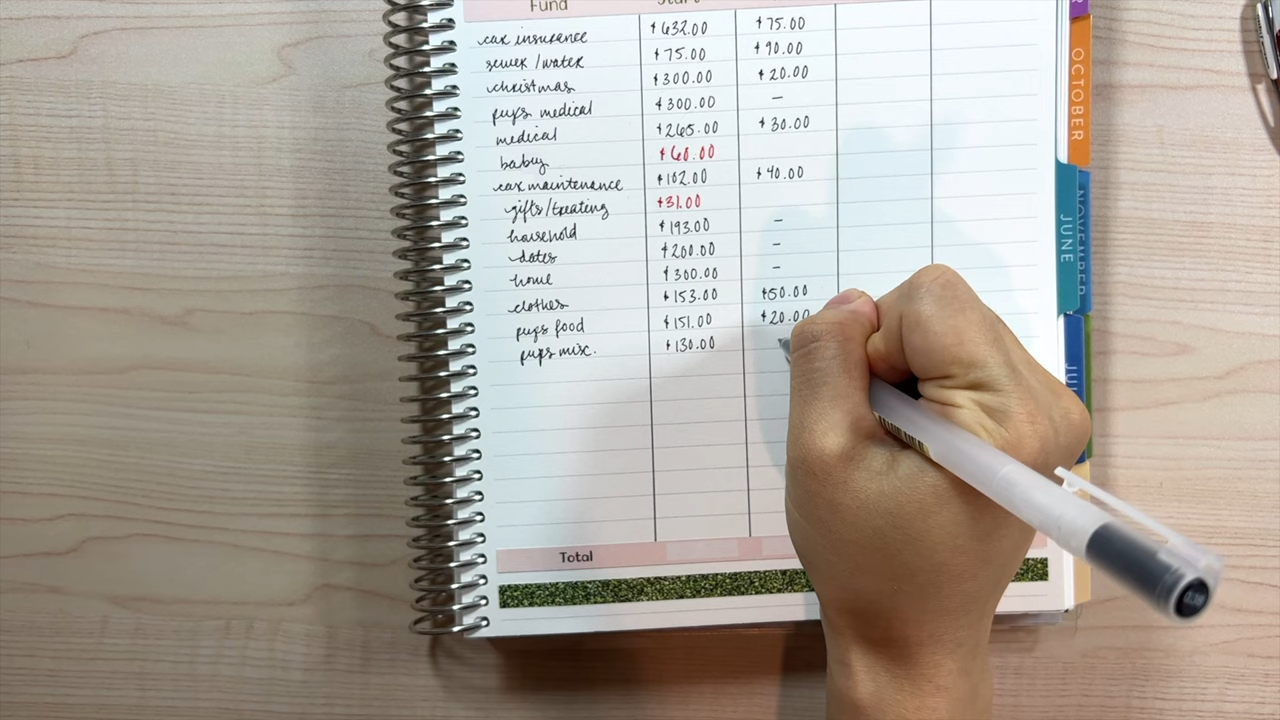 Fund
car insurance $632.00 $75.00
sewer/water $75.00 $90.00
christmas $300.00 $20.00
pups medical $300.00 –
medical $265.00 $30.00
baby $60.00
car maintenance $102.00 $40.00
gifts/treating $31.00
household $193.00 –
dates $200.00 –
home $300.00 –
clothes $153.00 $50.00
pups food $151.00 $20.00
pups misc. $130.00
Total
OCTOBER
NOVEMBER
JUNE